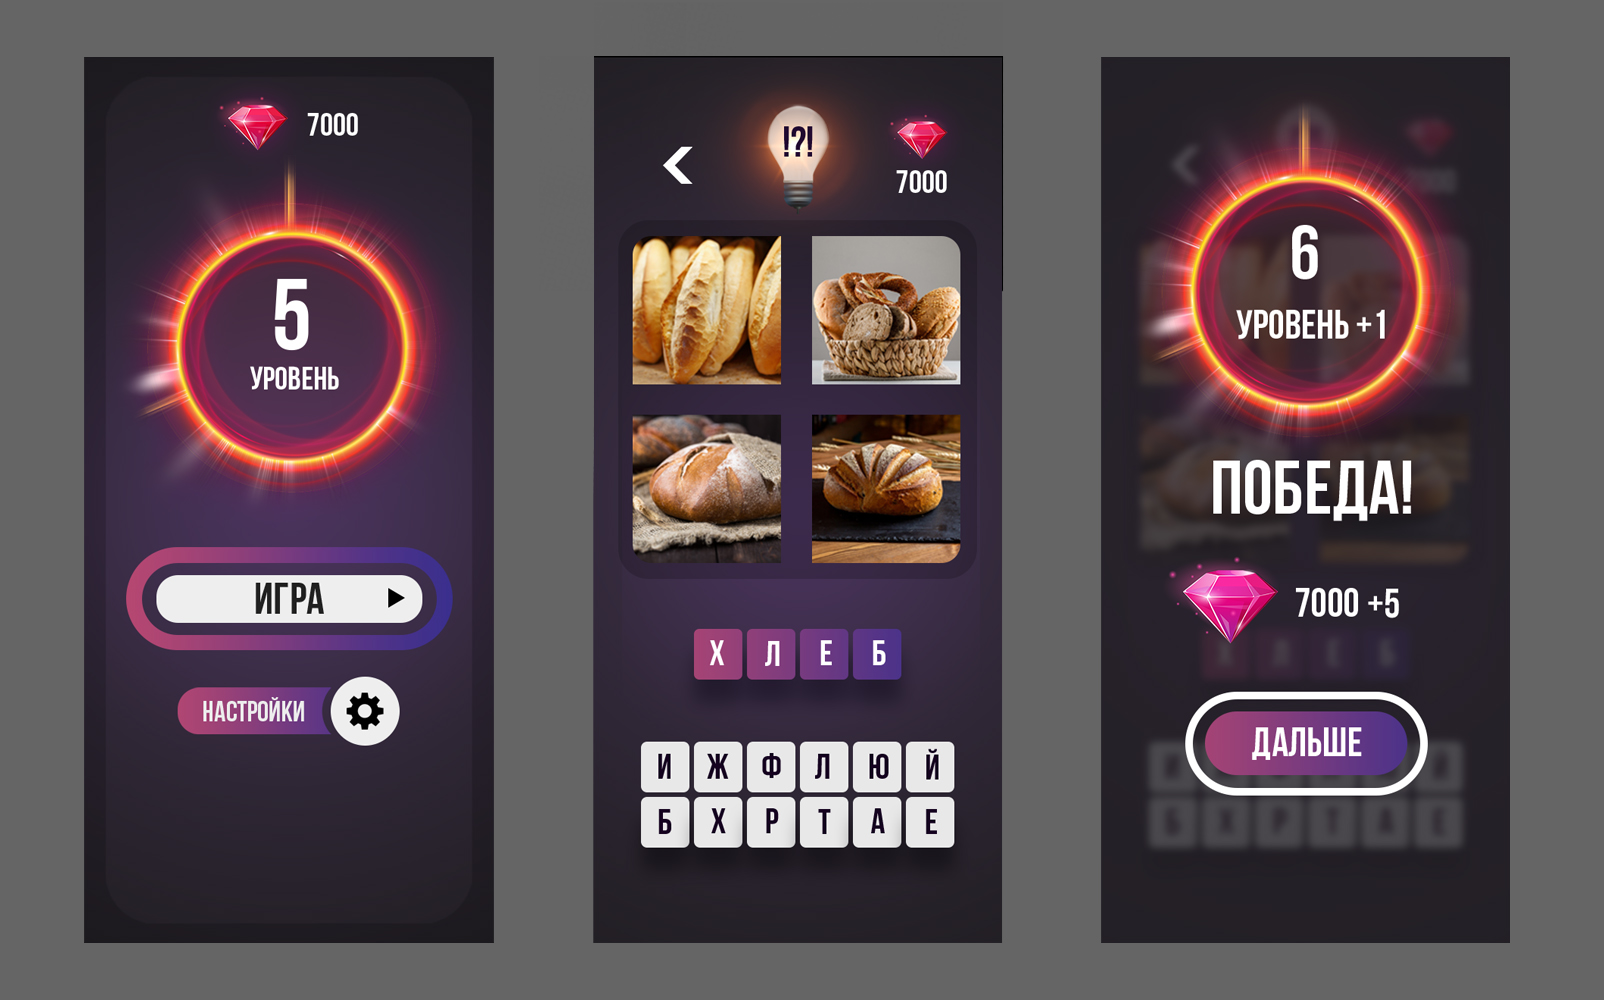 7000
5
УРОВЕНЬ
ИГРА
НАСТРОЙКИ
!?!
7000
Х Л Е Б
И Ж Ф Л Ю Й
Б Х Р Т А Е
6
УРОВЕНЬ +1
ПОБЕДА!
7000 +5
ДАЛЬШЕ